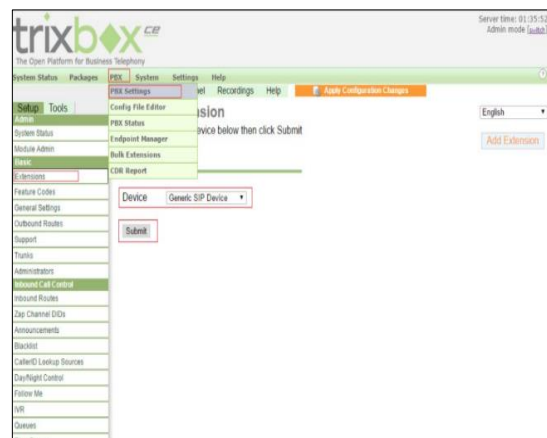 trixbox CE
The Open Platform for Business Telephony
Server time: 01:35:52
Admin mode [switch]
System Status Packages PBX System Settings Help
PBX Settings
Config File Editor
PBX Status
Endpoint Manager
Bulk Extensions
CDR Report
el Recordings Help Apply Configuration Changes
Setup Tools
Admin
System Status
Module Admin
Basic
Extensions
Feature Codes
General Settings
Outbound Routes
Support
Trunks
Administrators
Inbound Call Control
Inbound Routes
Zap Channel DIDs
Announcements
Blacklist
CallerID Lookup Sources
Day/Night Control
Follow Me
IVR
Queues
sion
evice below then click Submit
Device Generic SIP Device
Submit
English
Add Extension